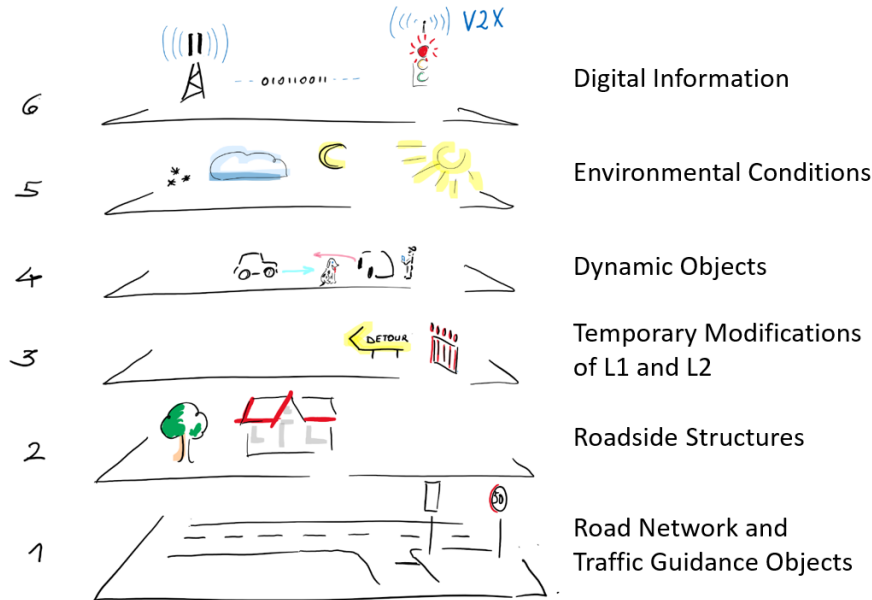 V2X
010110011
6
Digital Information
5
Environmental Conditions
4
Dynamic Objects
3
DETOUR
Temporary Modifications
of L1 and L2
2
Roadside Structures
50
1
Road Network and
Traffic Guidance Objects